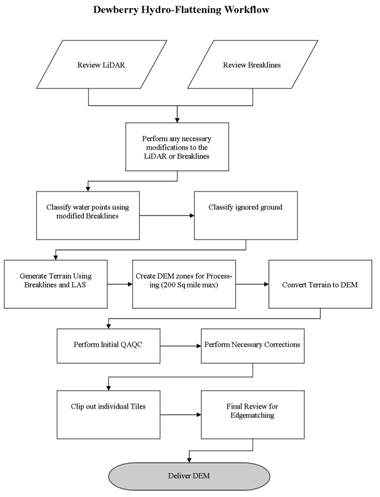 Dewberry Hydro-Flattening Workflow
Review LiDAR
Review Breaklines
Perform any necessary
modifications to the
LiDAR or Breaklines
Classify water points using
modified Breaklines
Classify ignored ground
Generate Terrain Using
Breaklines and LAS
Create DEM zones for Process-
ing (200 Sq mile max)
Convert Terrain to DEM
Perform Initial QAQC
Perform Necessary Corrections
Clip out individual Tiles
Final Review for
Edgematching
Deliver DEM